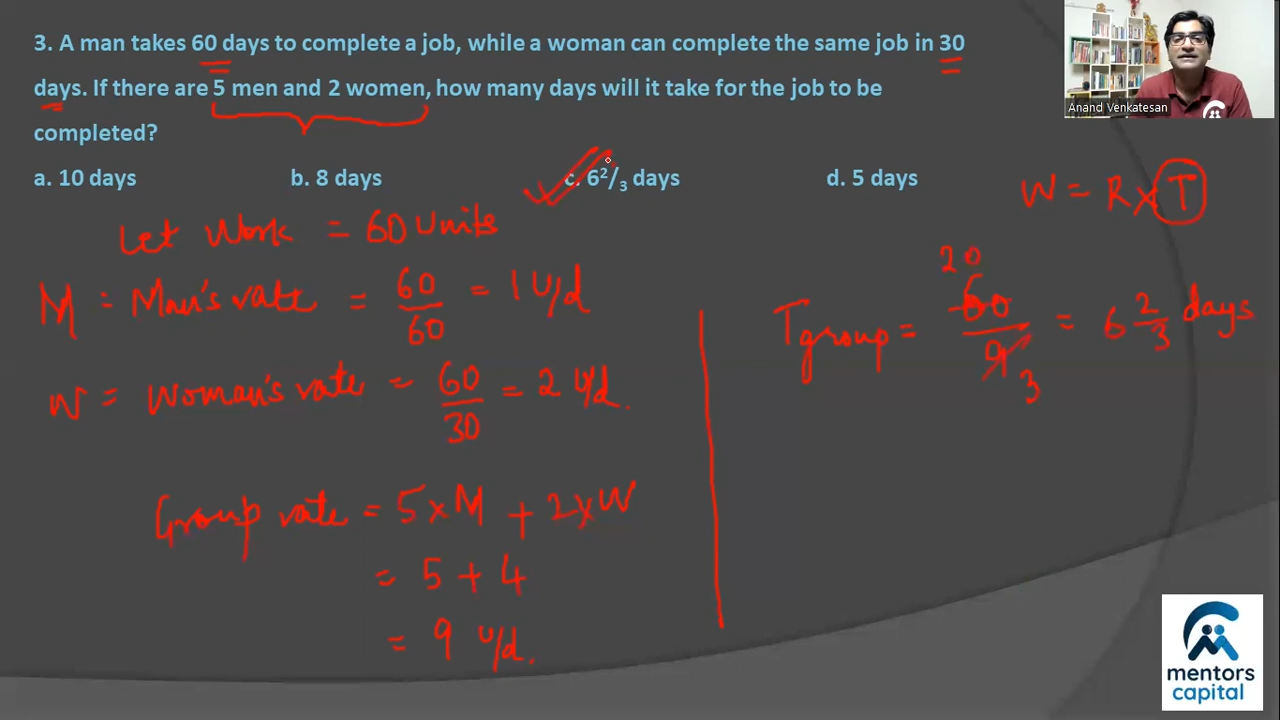 3. A man takes 60 days to complete a job, while a woman can complete the same job in 30
days. If there are 5 men and 2 women, how many days will it take for the job to be
completed?
a. 10 days b. 8 days c. 6²/₃ days d. 5 days
Anand Venkatesan
W = R × T
Let Work = 60 Units
M = Man's rate = 60/60 = 1 U/d
W = Woman's rate = 60/30 = 2 U/d.
Group rate = 5 × M + 2 × W
= 5 + 4
= 9 U/d.
20
T group = 60/9 = 6 2/3 days
3
mentors
capital